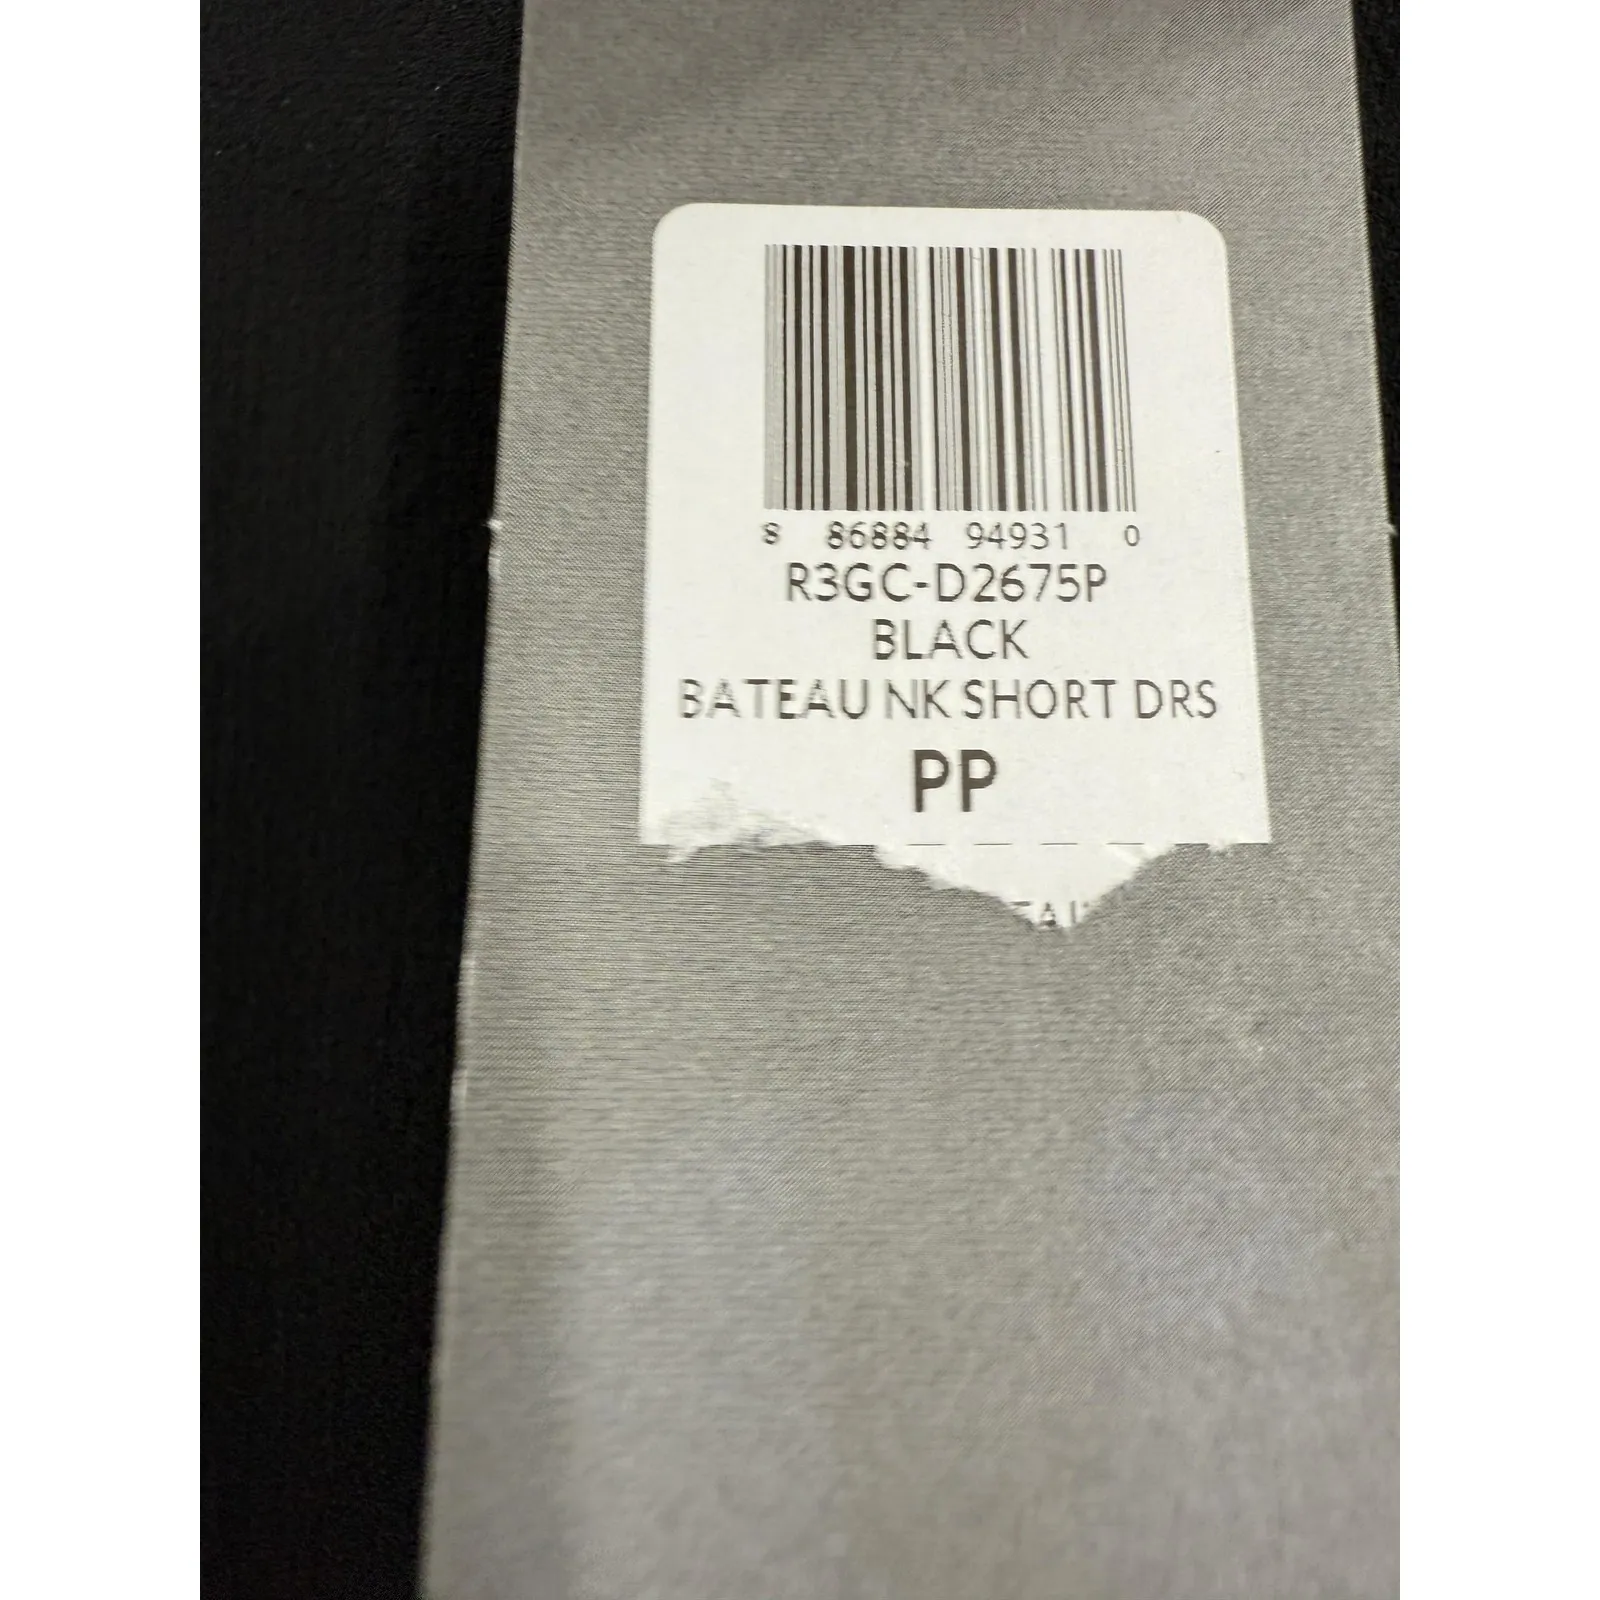 8 86884 94931 0
R3GC-D2675P
BLACK
BATEAU NK SHORT DRS
PP